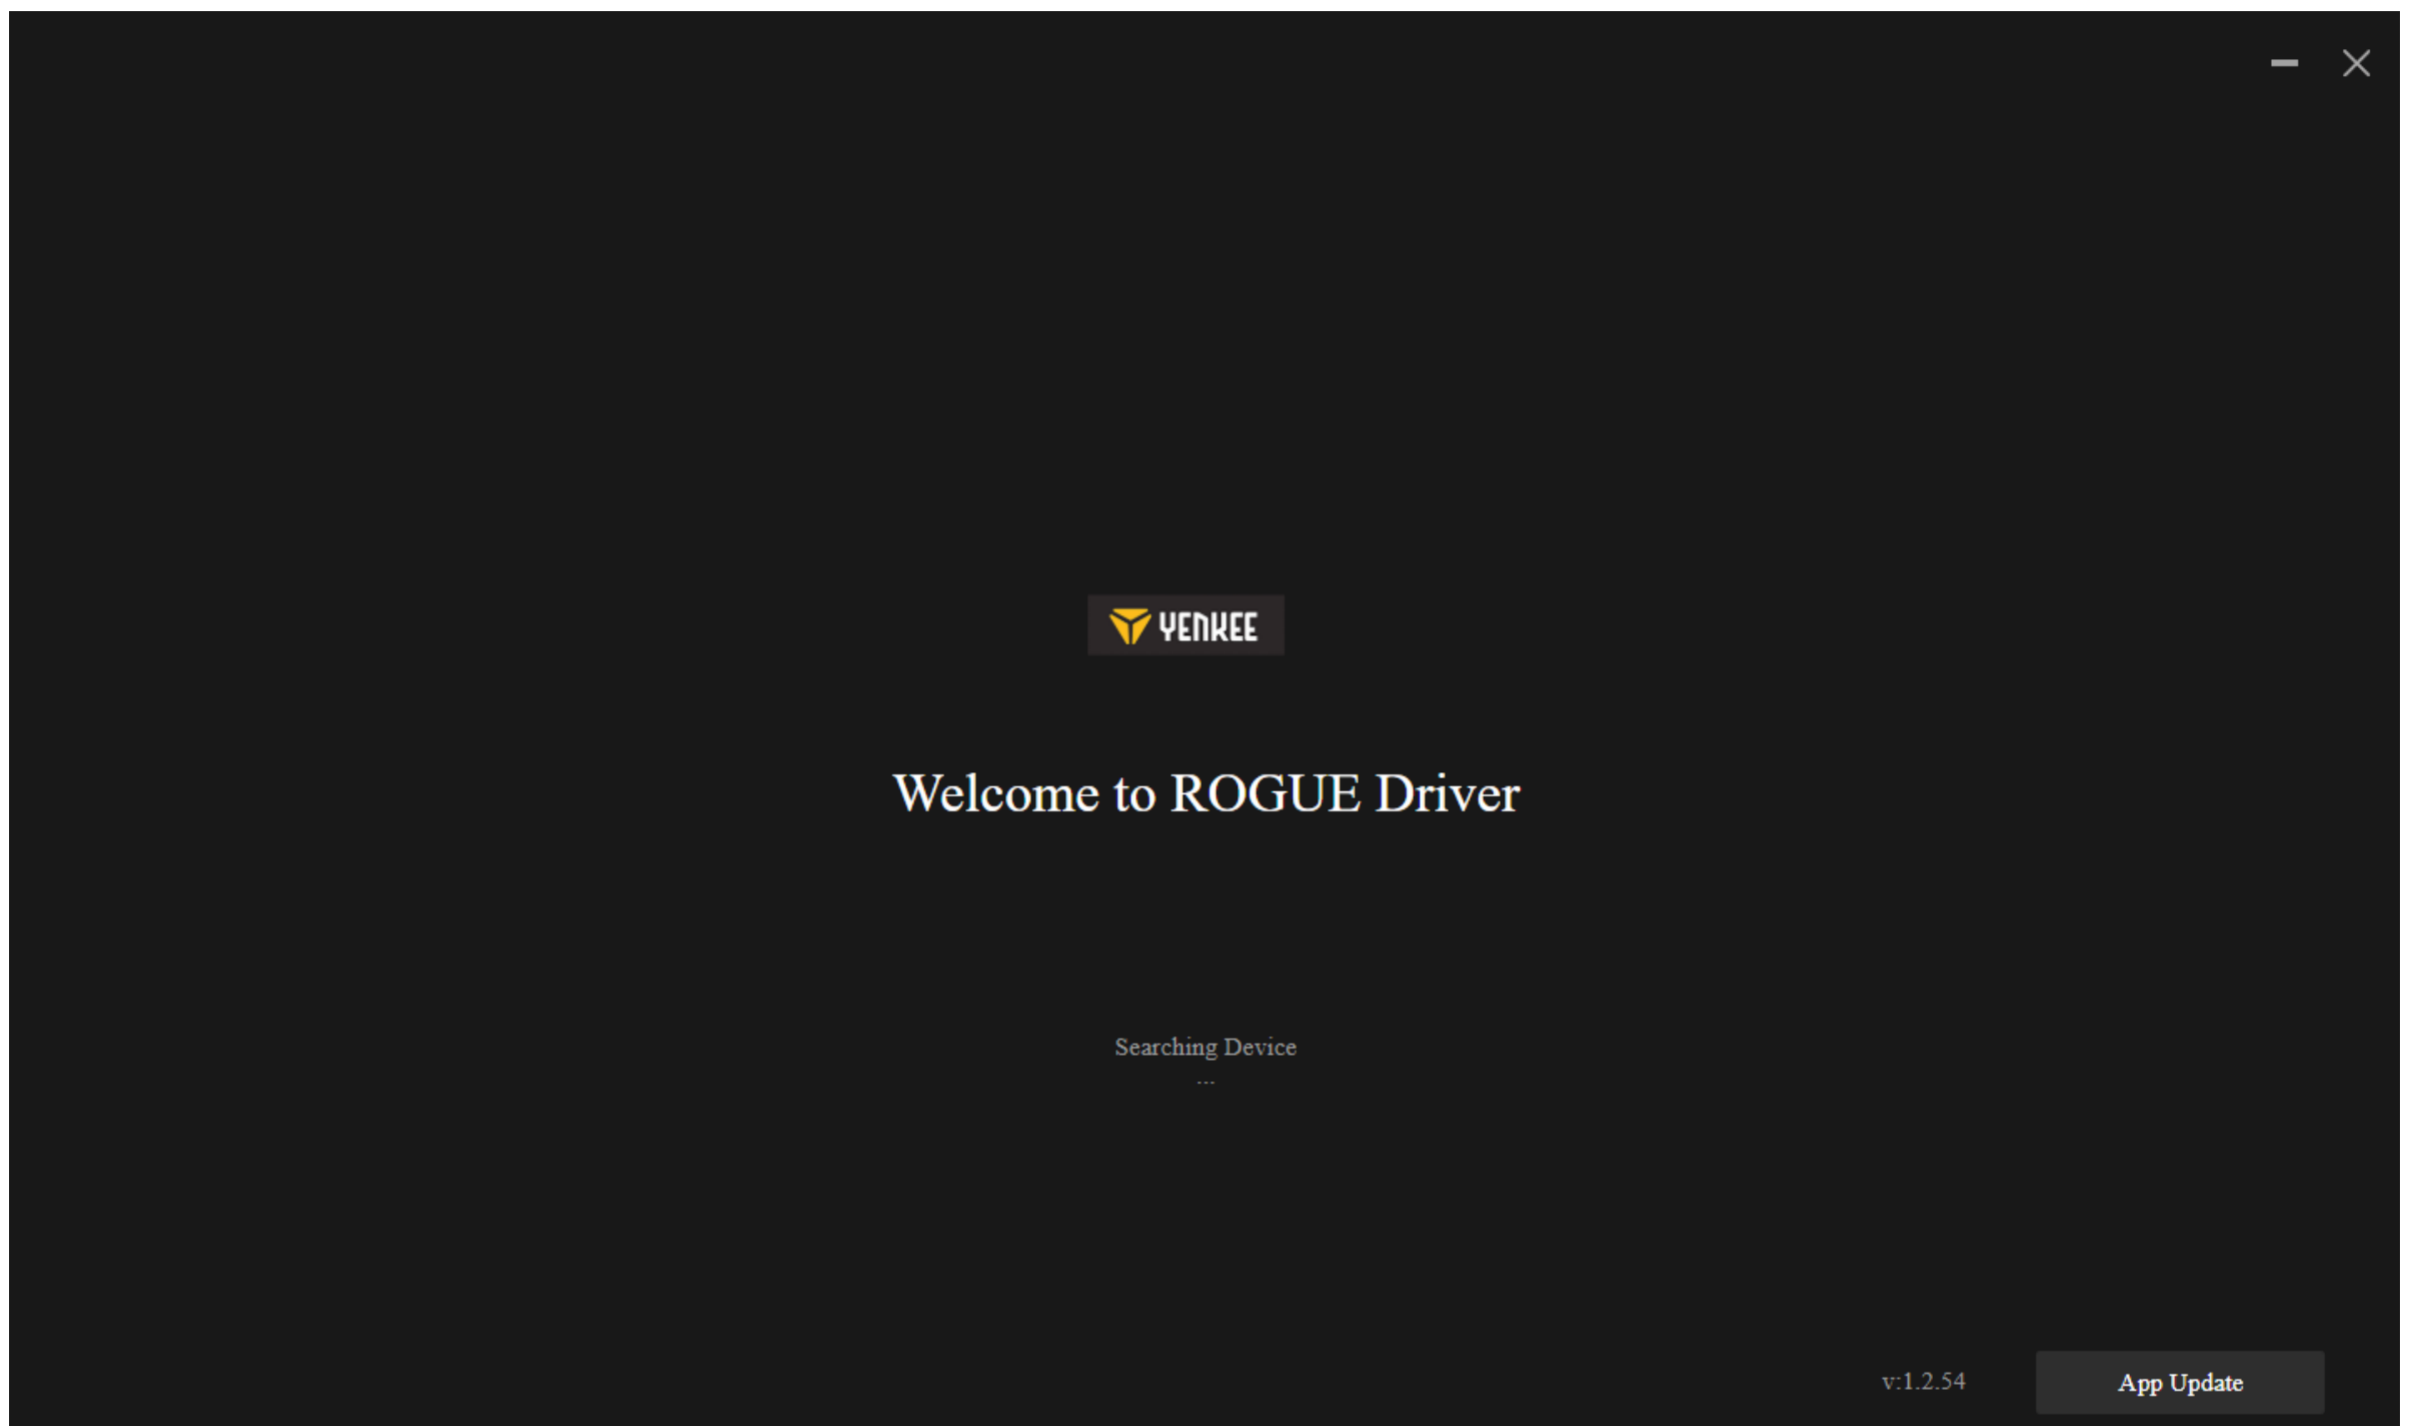 YENKEE
Welcome to ROGUE Driver
Searching Device
...
v:1.2.54
App Update